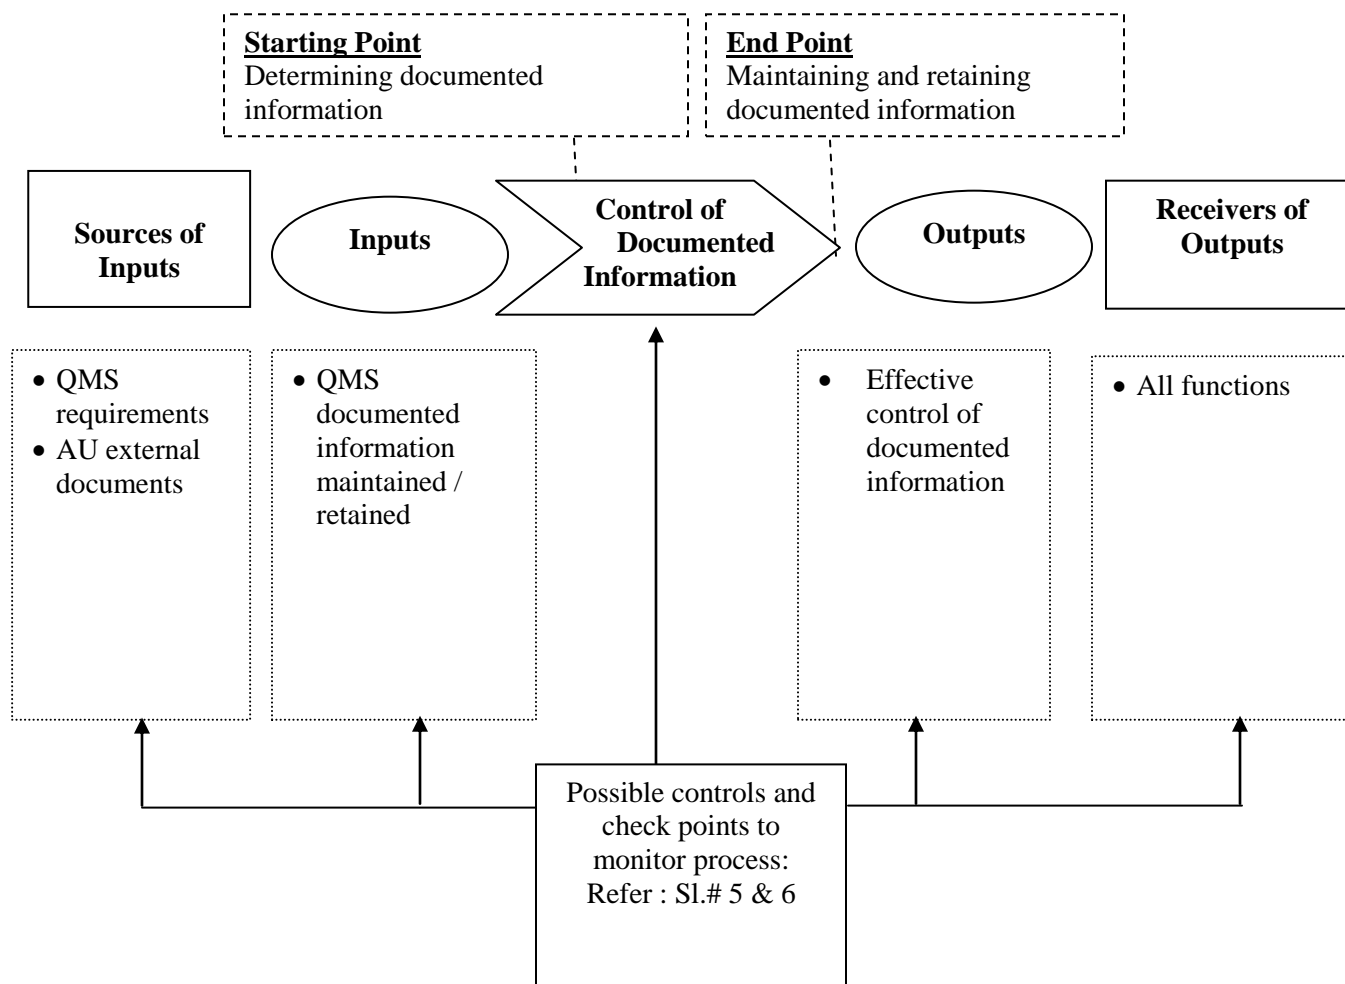 Starting Point
Determining documented
information
End Point
Maintaining and retaining
documented information
Sources of
Inputs
Inputs
Control of
Documented
Information
Outputs
Receivers of
Outputs
• QMS
requirements
• AU external
documents
• QMS
documented
information
maintained /
retained
• Effective
control of
documented
information
• All functions
Possible controls and
check points to
monitor process:
Refer : Sl.# 5 & 6